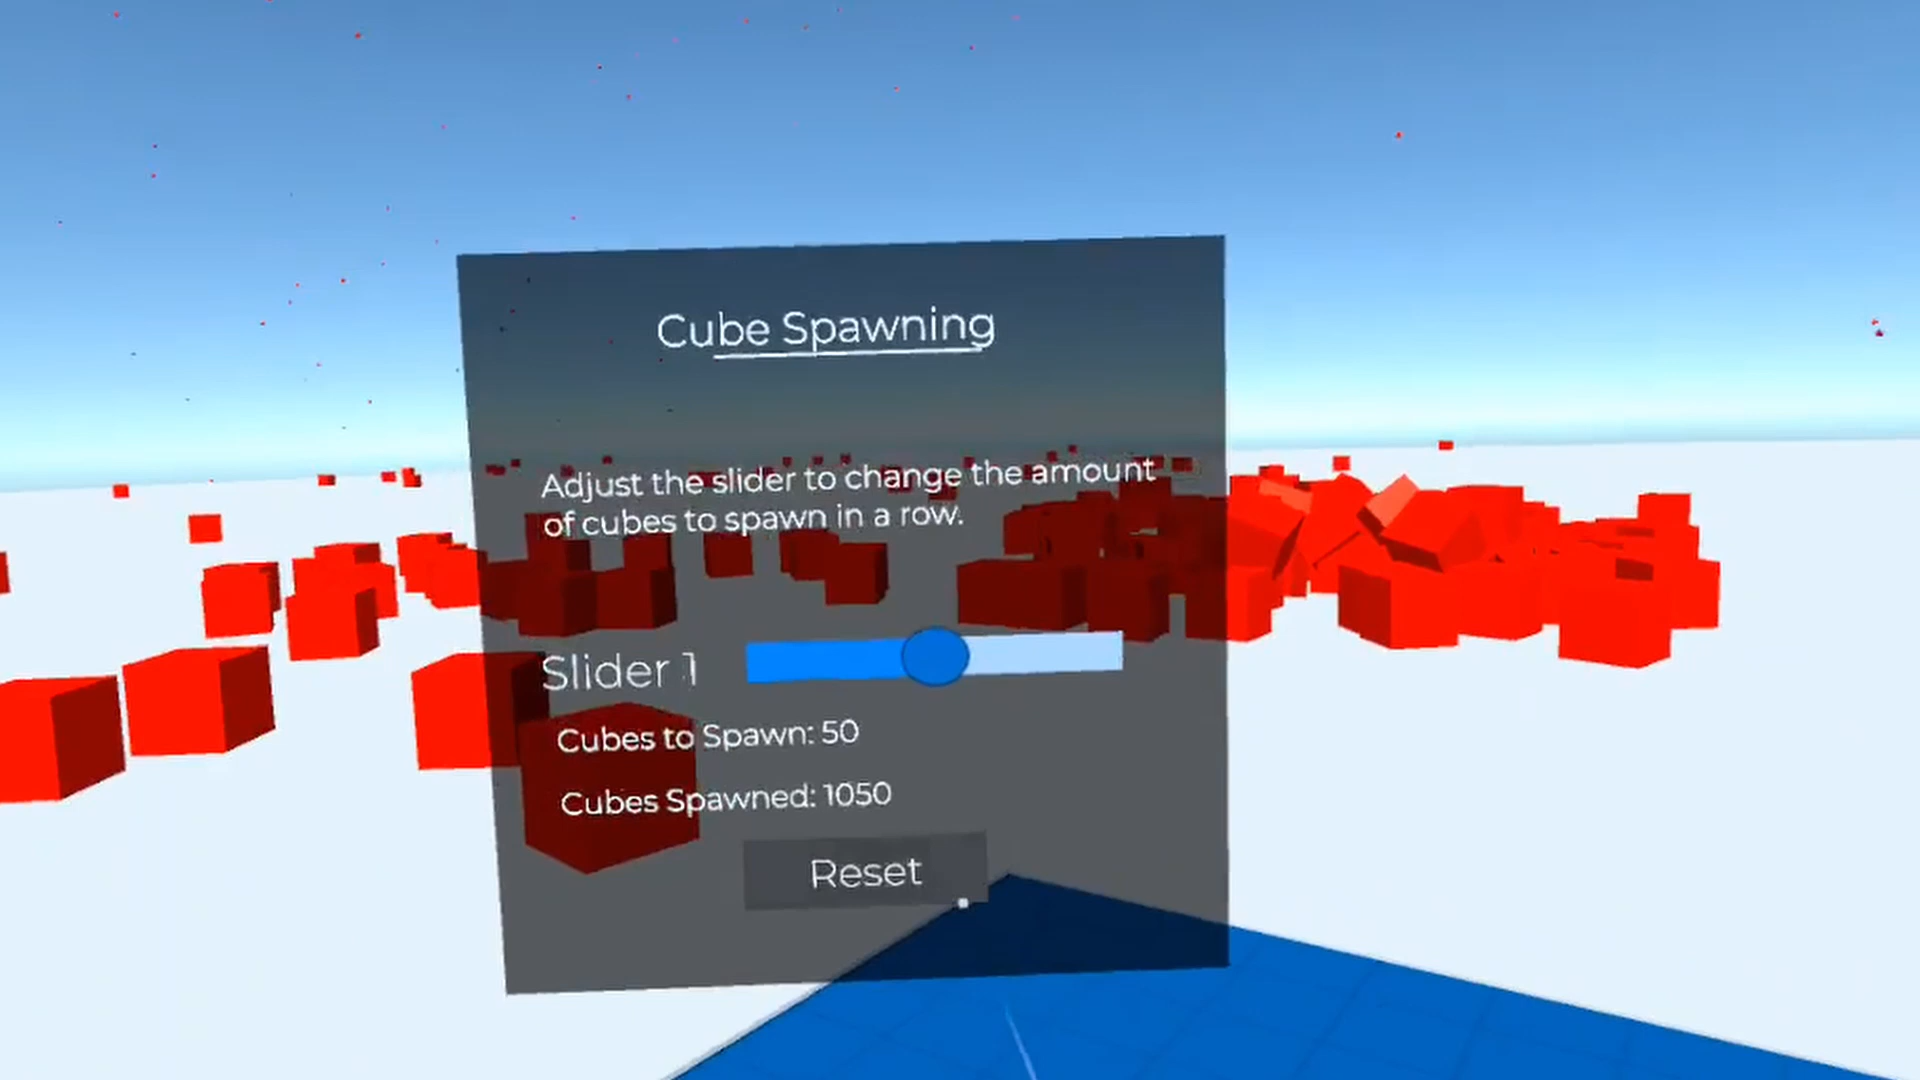 Cube Spawning
Adjust the slider to change the amount
of cubes to spawn in a row.
Slider 1
Cubes to Spawn: 50
Cubes Spawned: 1050
Reset